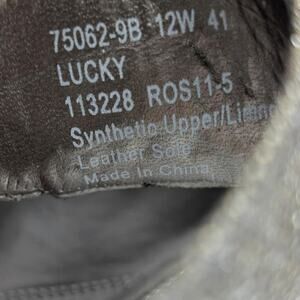 75062-9B 12W 41
LUCKY
113228 ROS11-5
Synthetic Upper/Lining
Leather Sole
Made In China